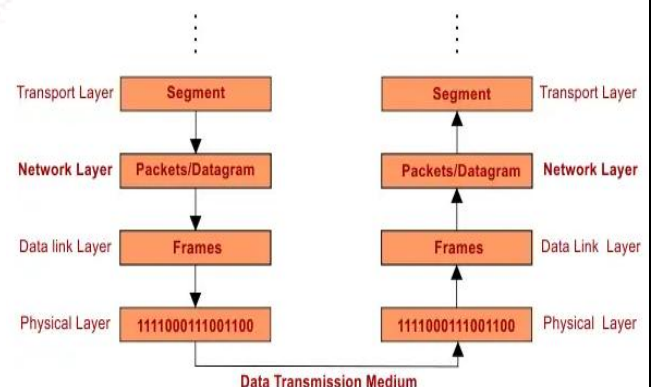 Transport Layer Segment Segment Transport Layer
Network Layer Packets/Datagram Packets/Datagram Network Layer
Data link Layer Frames Frames Data Link Layer
Physical Layer 1111000111001100 1111000111001100 Physical Layer
Data Transmission Medium